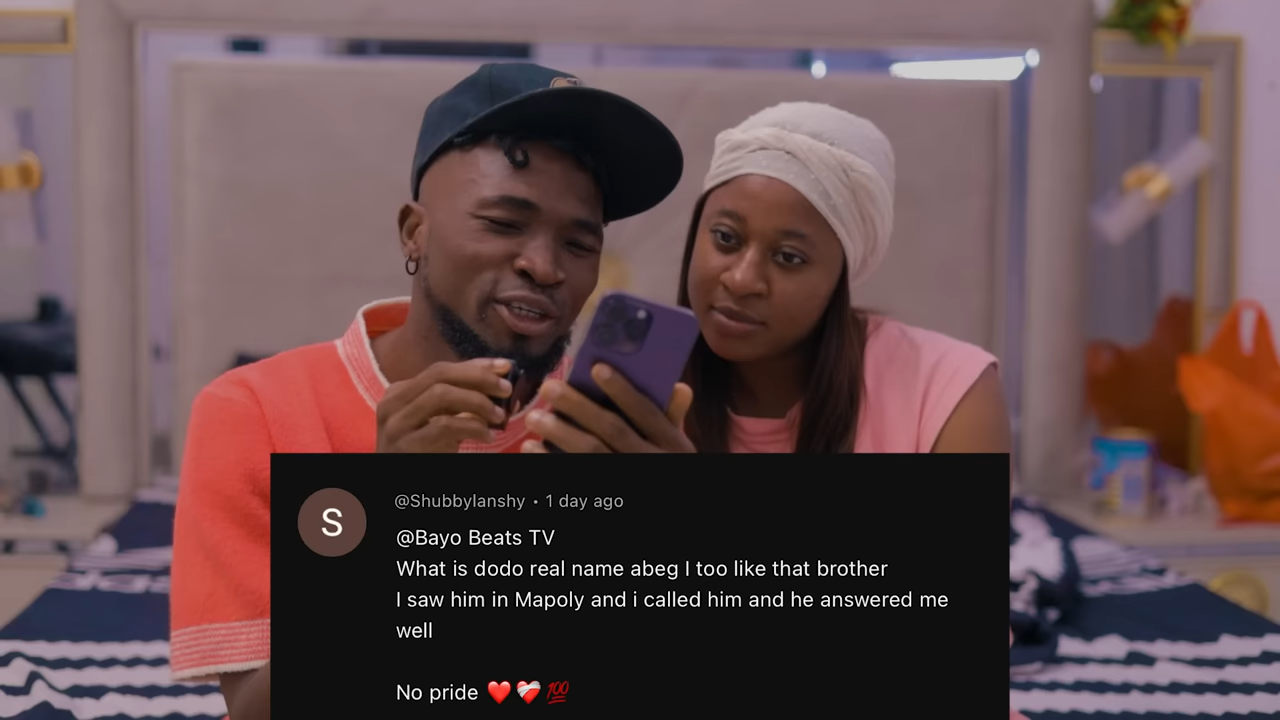 S
@Shubbylanshy • 1 day ago
@Bayo Beats TV
What is dodo real name abeg I too like that brother
I saw him in Mapoly and i called him and he answered me
well
No pride ❤️ ❤️‍🩹 💯